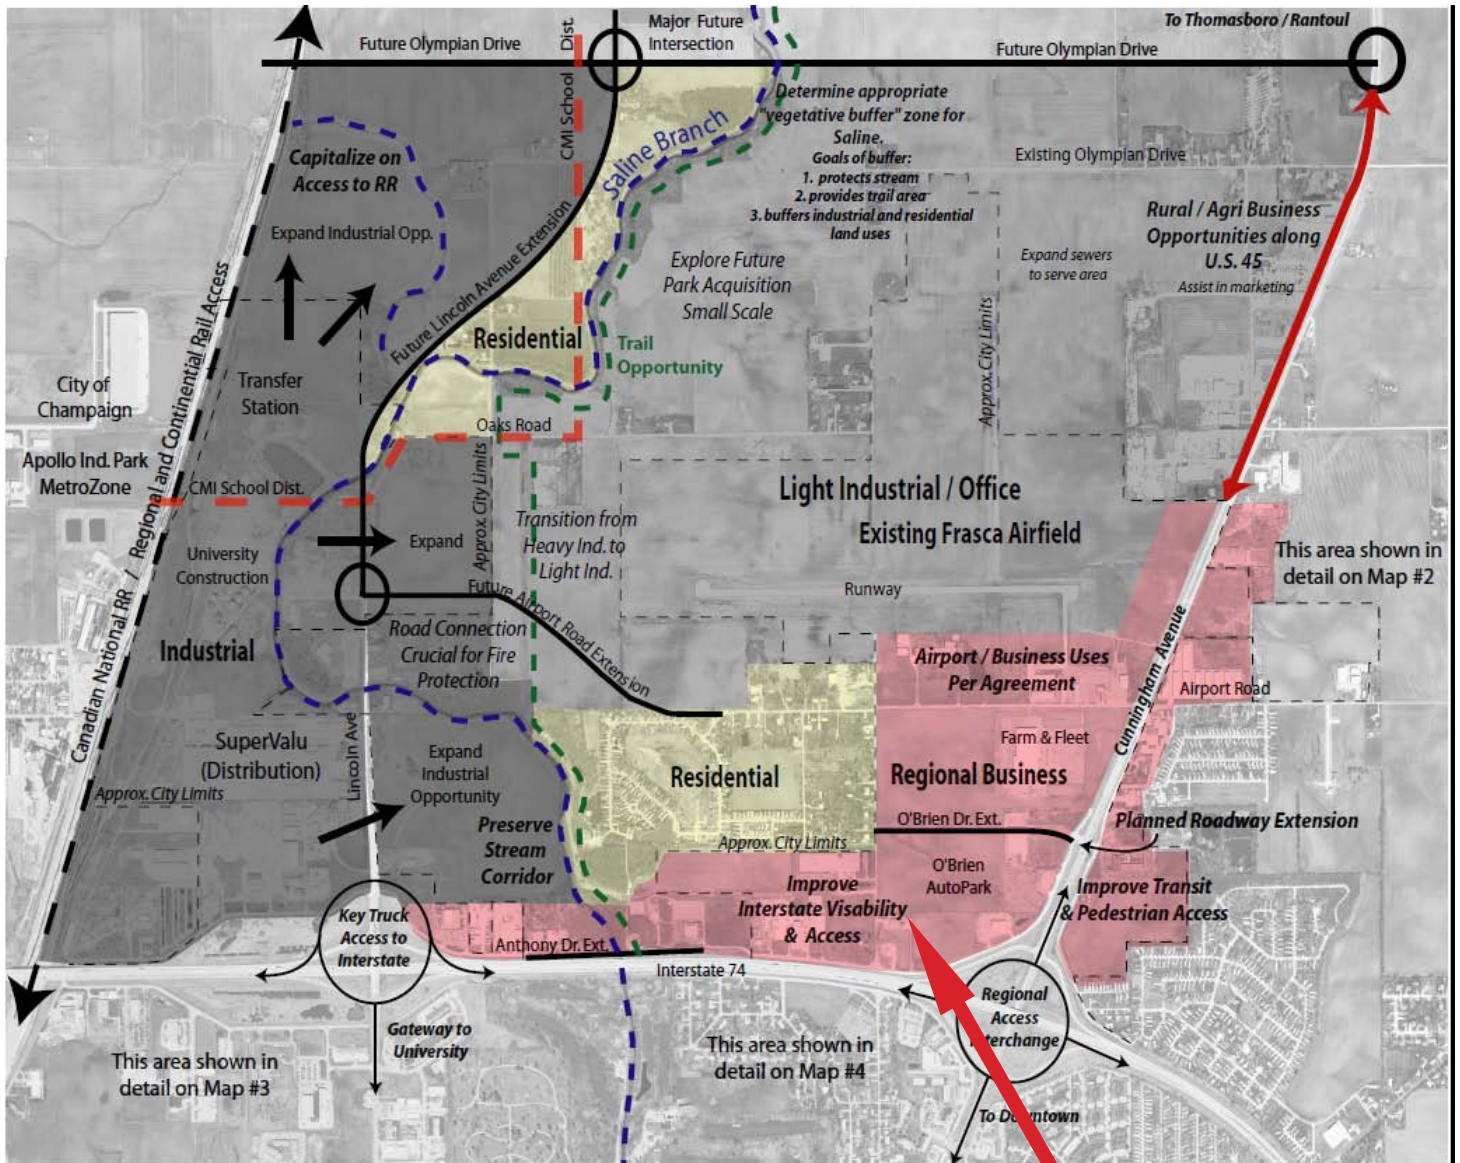 To Thomasboro / Rantoul
Future Olympian Drive
CMI School Dist.
Major Future
Intersection
Future Olympian Drive
Determine appropriate
"vegetative buffer" zone for
Saline.
Goals of buffer:
1. protects stream
2. provides trail area
3. buffers industrial and residential
land uses
Saline Branch
Capitalize on
Access to RR
Existing Olympian Drive
Expand Industrial Opp.
Rural / Agri Business
Opportunities along
U.S. 45
Assist in marketing
Expand sewers
to serve area
Explore Future
Park Acquisition
Small Scale
Future Lincoln Avenue Extension
Residential
Trail
Opportunity
Approx. City Limits
City of
Champaign
Transfer
Station
Oaks Road
Apollo Ind. Park
MetroZone
CMI School Dist.
Canadian National RR / Regional and Continental Rail Access
Approx. City Limits
Light Industrial / Office
Existing Frasca Airfield
Transition from
Heavy Ind. to
Light Ind.
Expand
University
Construction
This area shown in
detail on Map #2
Runway
Future Airport Road Extension
Road Connection
Crucial for Fire
Protection
Industrial
Airport / Business Uses
Per Agreement
Cunningham Avenue
Airport Road
SuperValu
(Distribution)
Lincoln Ave
Approx. City Limits
Expand
Industrial
Opportunity
Farm & Fleet
Residential
Regional Business
O'Brien Dr. Ext.
Planned Roadway Extension
Preserve
Stream
Corridor
Approx. City Limits
O'Brien
AutoPark
Improve
Interstate Visability
& Access
Improve Transit
& Pedestrian Access
Key Truck
Access to
Interstate
Anthony Dr. Ext.
Interstate 74
Regional
Access
Interchange
Gateway to
University
This area shown in
detail on Map #3
This area shown in
detail on Map #4
To Downtown